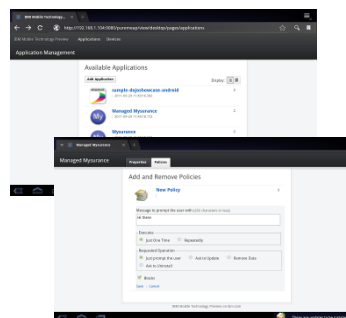 IBM Mobile Technology...
http://192.168.1.104:9080/puremeap/view/desktop/pages/applications
IBM Mobile Technology Preview Applications Devices
Application Management
Available Applications
Add Application
Display:
sample-dojoshowcase-android
Managed Mysurance
My
Mysurance
Managed Mysurance
Managed Mysurance
Properties Policies
Add and Remove Policies
New Policy
Message to prompt the user with
Hi there
Execute
Just One Time Repeatedly
Requested Operation
Just prompt the user Ask to Update Remove Data
Ask to Uninstall
Blocks
Save Cancel